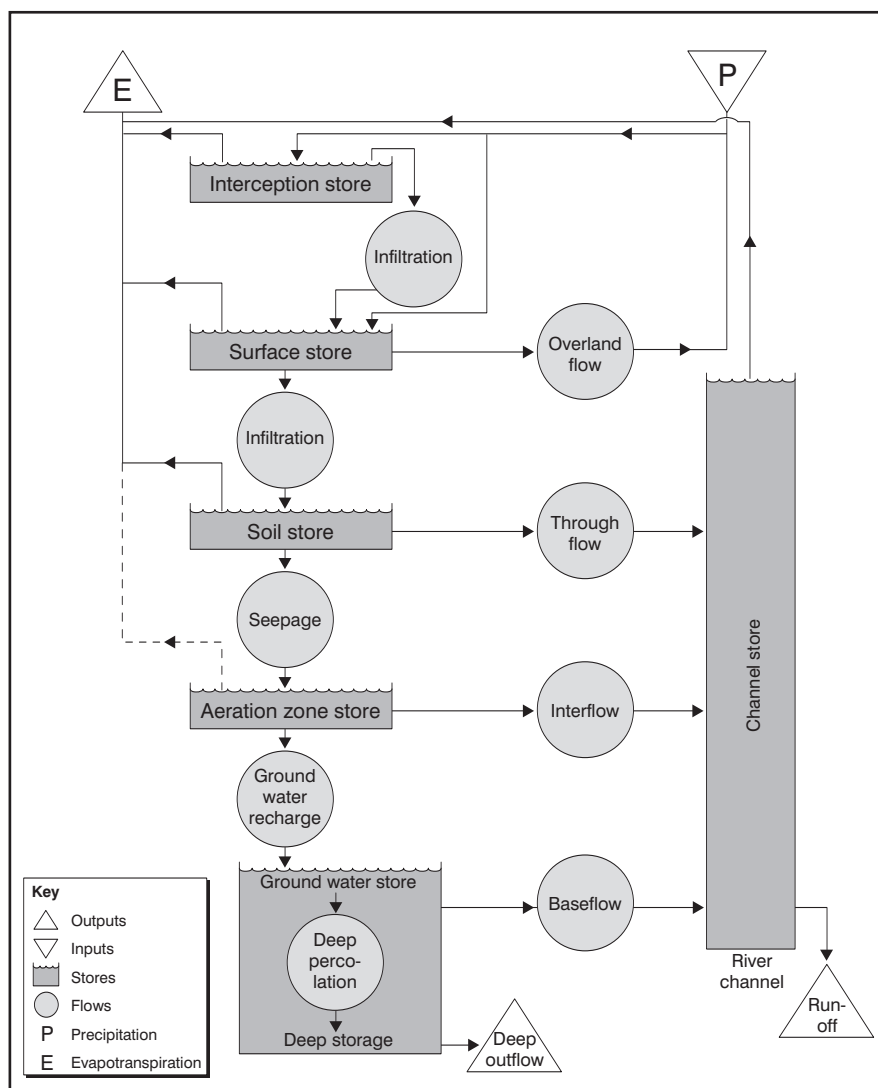 E
P
Interception store
Infiltration
Surface store
Overland
flow
Infiltration
Soil store
Through
flow
Seepage
Channel store
Aeration zone store
Interflow
Ground
water
recharge
Ground water store
Baseflow
Deep
perco-
lation
Deep storage
Deep
outflow
River
channel
Run-
off
Key
Outputs
Inputs
Stores
Flows
P Precipitation
E Evapotranspiration